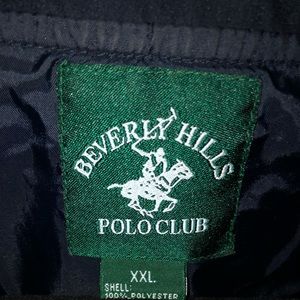 BEVERLY HILLS
POLO CLUB
XXL
SHELL:
100% POLYESTER